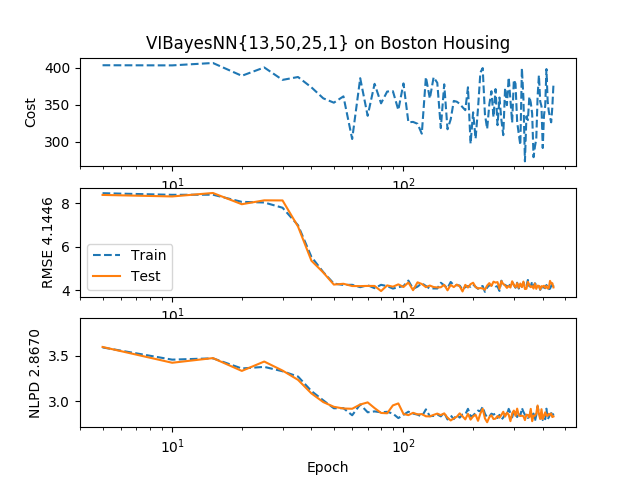 VIBayesNN{13,50,25,1} on Boston Housing
400
350
300
Cost
10¹
10²
8
6
4
RMSE 4.1446
Train
Test
10¹
10²
3.5
3.0
NLPD 2.8670
10¹
10²
Epoch